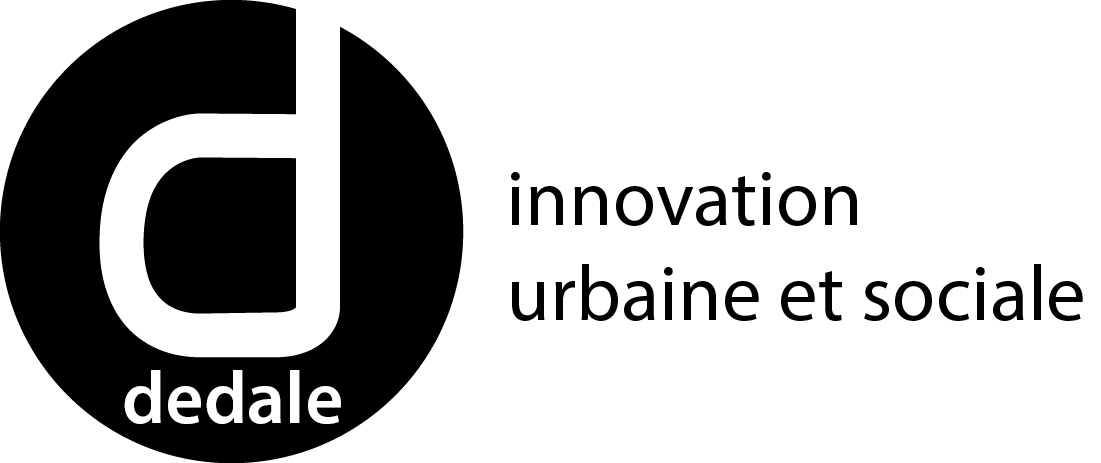 d
dedale
innovation
urbaine et sociale